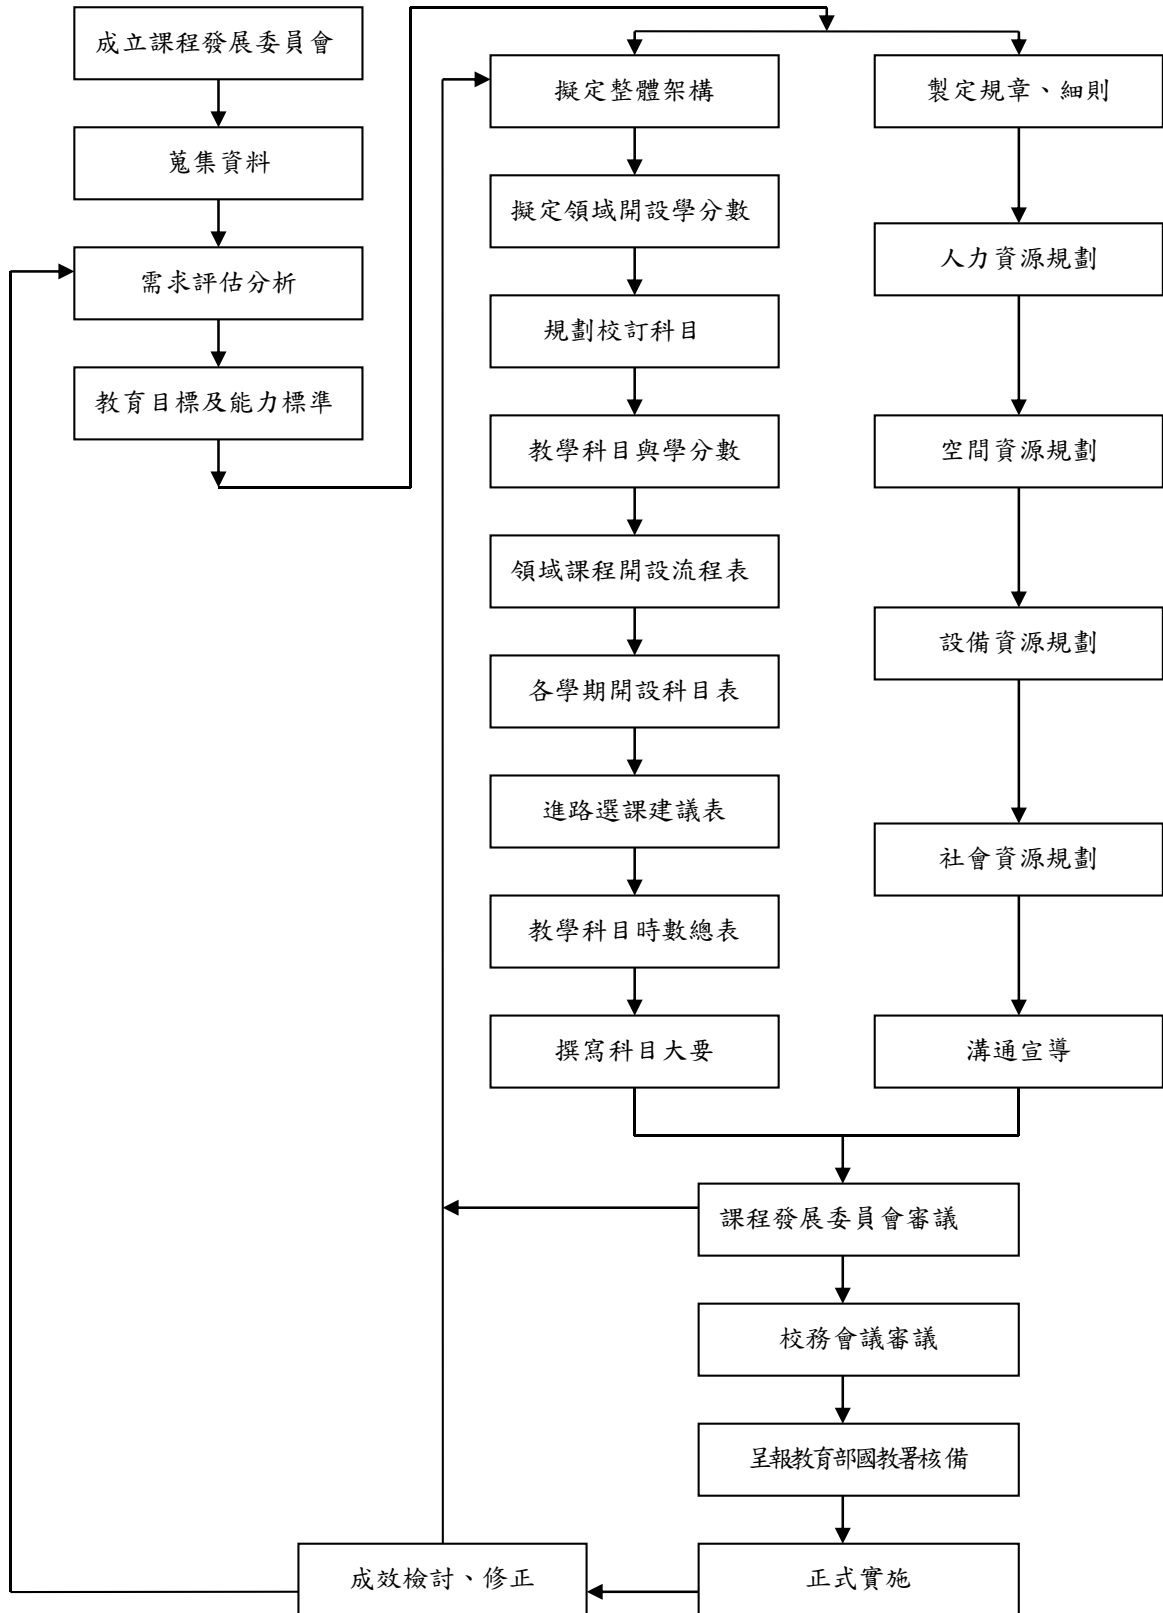 成立課程發展委員會
蒐集資料
需求評估分析
教育目標及能力標準
擬定整體架構
擬定領域開設學分數
規劃校訂科目
教學科目與學分數
領域課程開設流程表
各學期開設科目表
進路選課建議表
教學科目時數總表
撰寫科目大要
製定規章、細則
人力資源規劃
空間資源規劃
設備資源規劃
社會資源規劃
溝通宣導
課程發展委員會審議
校務會議審議
呈報教育部國教署核備
正式實施
成效檢討、修正